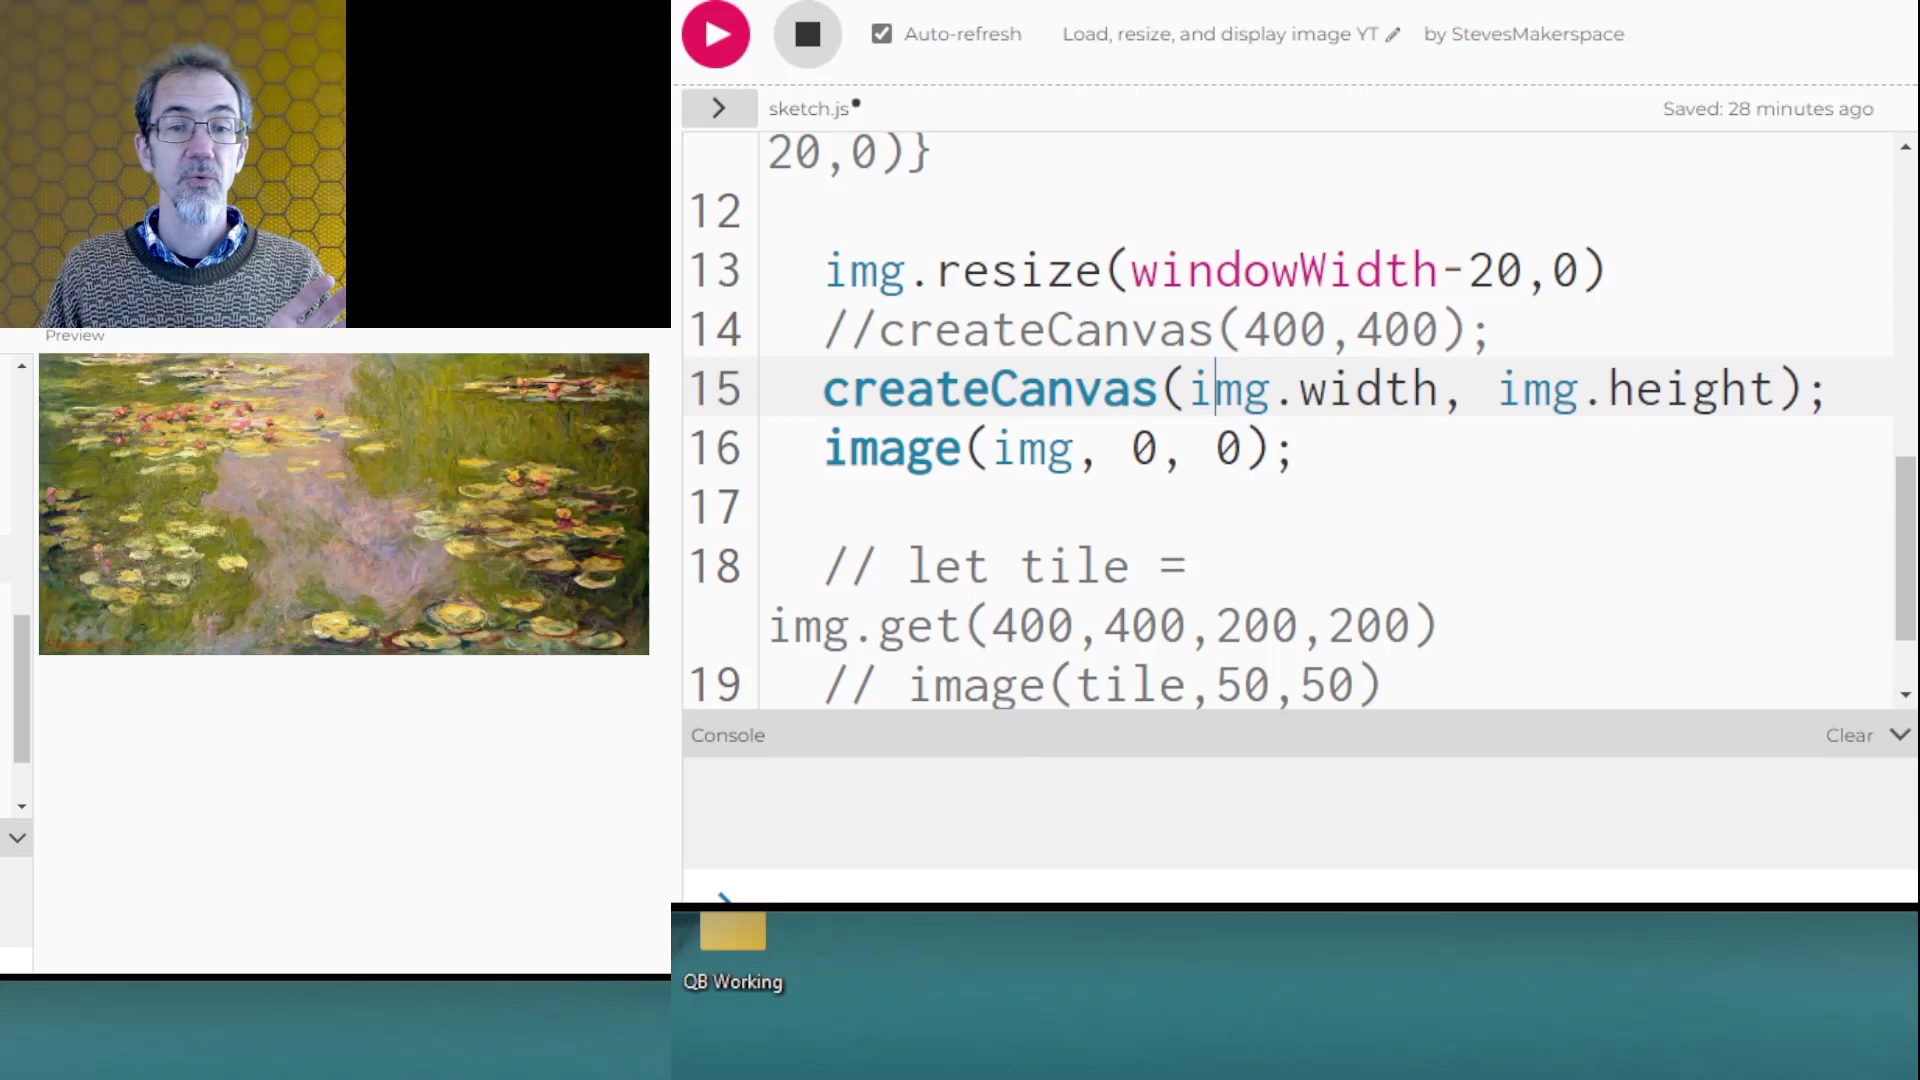 Auto-refresh
Load, resize, and display image YT
by StevesMakerspace
sketch.js
Saved: 28 minutes ago
20,0)}
12
13 img.resize(windowWidth-20,0)
14 //createCanvas(400,400);
15 createCanvas(img.width, img.height);
16 image(img, 0, 0);
17
18 // let tile =
img.get(400,400,200,200)
19 // image(tile,50,50)
Console
Clear
Preview
QB Working